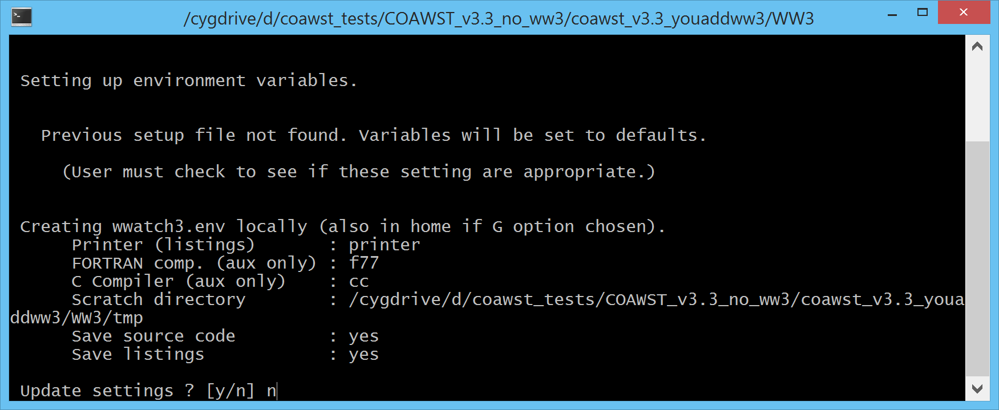 /cygdrive/d/coawst_tests/COAWST_v3.3_no_ww3/coawst_v3.3_youaddww3/WW3
Setting up environment variables.
Previous setup file not found. Variables will be set to defaults.
(User must check to see if these setting are appropriate.)
Creating wwatch3.env locally (also in home if G option chosen).
Printer (listings) : printer
FORTRAN comp. (aux only) : f77
C Compiler (aux only) : cc
Scratch directory : /cygdrive/d/coawst_tests/COAWST_v3.3_no_ww3/coawst_v3.3_youa
ddww3/WW3/tmp
Save source code : yes
Save listings : yes
Update settings ? [y/n] n